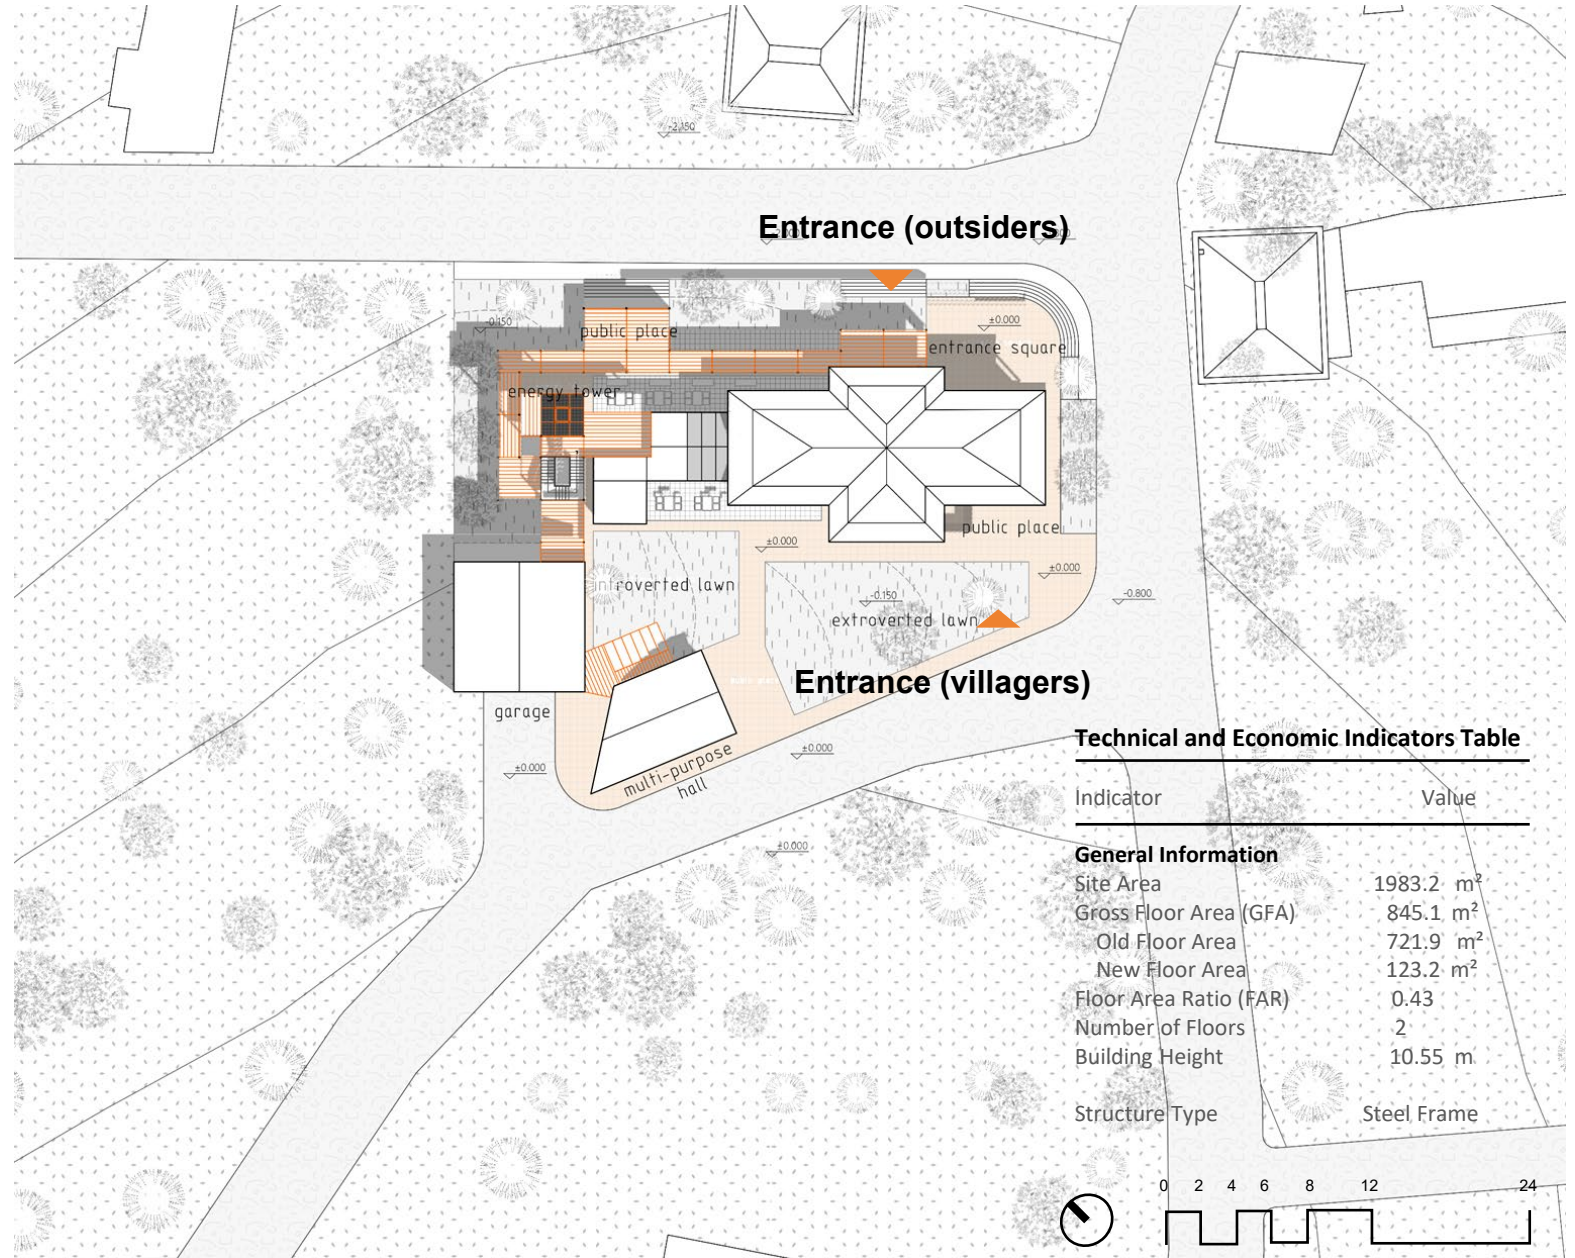 -2.150
Entrance (outsiders)
±0.000
-0.150
public place
entrance square
energy tower
public place
±0.000
±0.000
introverted lawn
-0.150
-0.800
extroverted lawn
Entrance (villagers)
garage
±0.000
multi-purpose
hall
±0.000
±0.000
Technical and Economic Indicators Table
Indicator Value
General Information
Site Area 1983.2 m²
Gross Floor Area (GFA) 845.1 m²
Old Floor Area 721.9 m²
New Floor Area 123.2 m²
Floor Area Ratio (FAR) 0.43
Number of Floors 2
Building Height 10.55 m
Structure Type Steel Frame
0 2 4 6 8 12 24